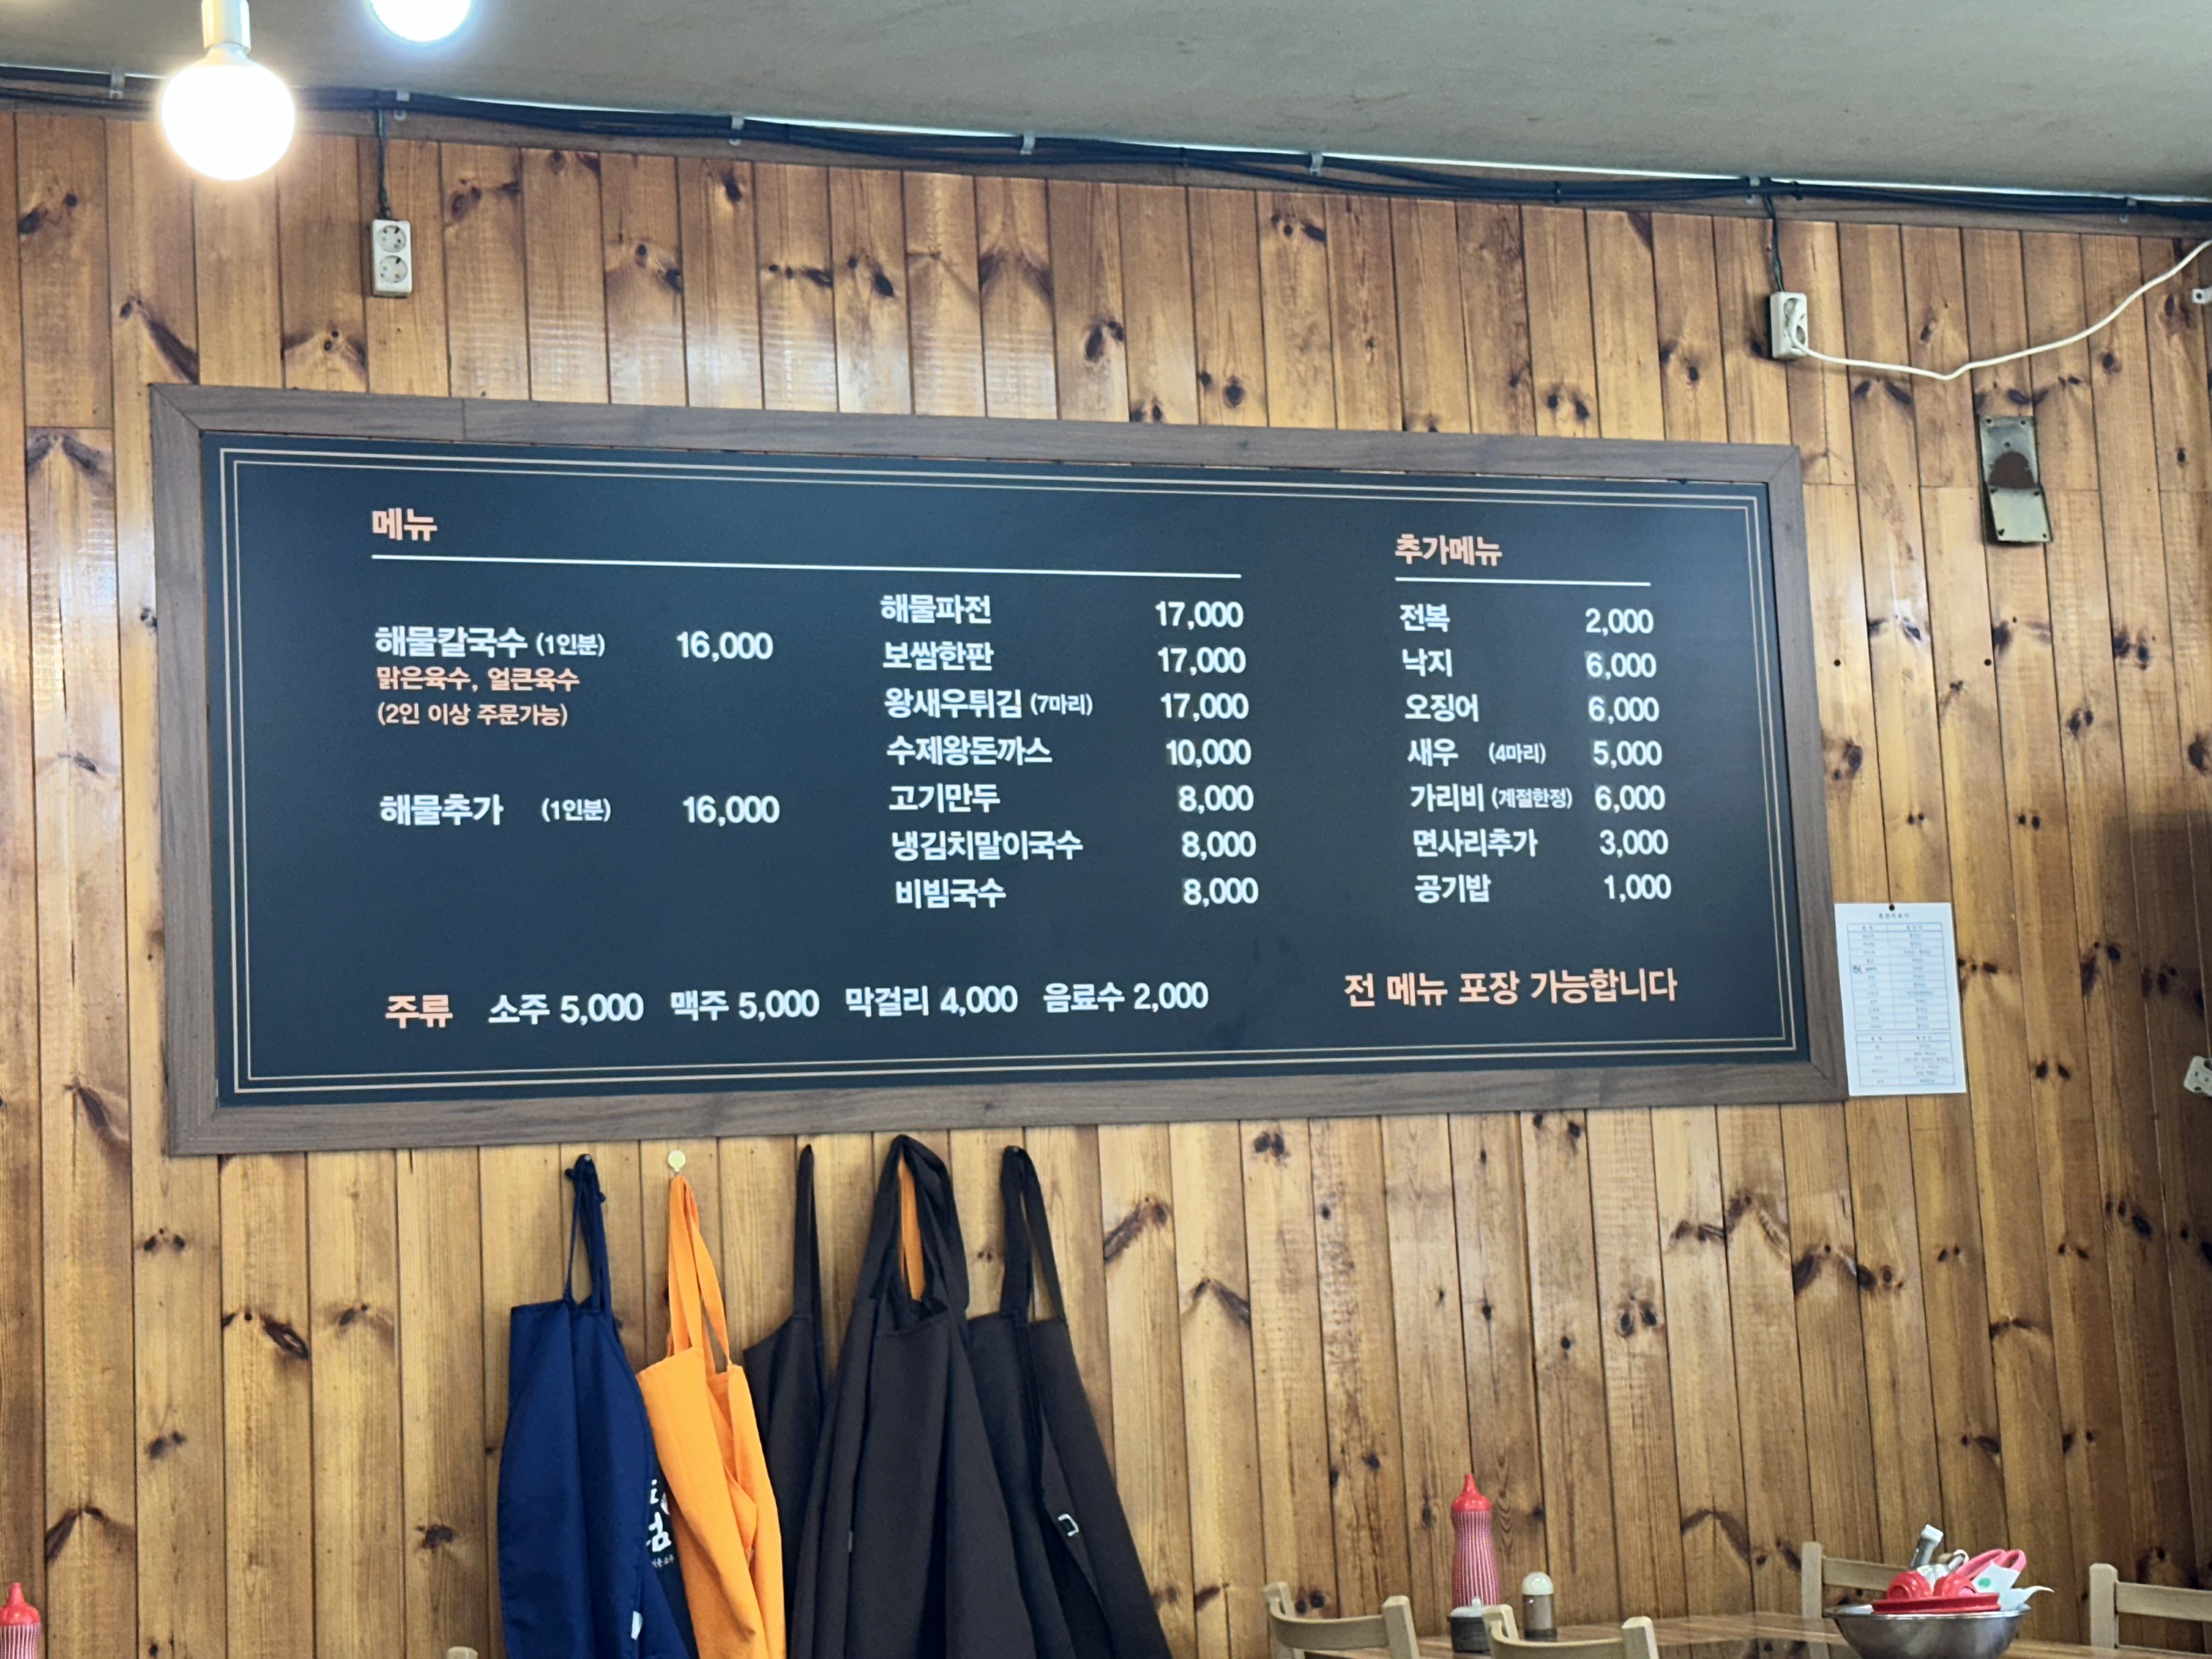 메뉴
해물칼국수 (1인분) 16,000
맑은육수, 얼큰육수
(2인 이상 주문가능)
해물추가 (1인분) 16,000
해물파전 17,000
보쌈한판 17,000
왕새우튀김 (7마리) 17,000
수제왕돈까스 10,000
고기만두 8,000
냉김치말이국수 8,000
비빔국수 8,000
추가메뉴
전복 2,000
낙지 6,000
오징어 6,000
새우 (4마리) 5,000
가리비 (계절한정) 6,000
면사리추가 3,000
공기밥 1,000
주류 소주 5,000 맥주 5,000 막걸리 4,000 음료수 2,000
전 메뉴 포장 가능합니다